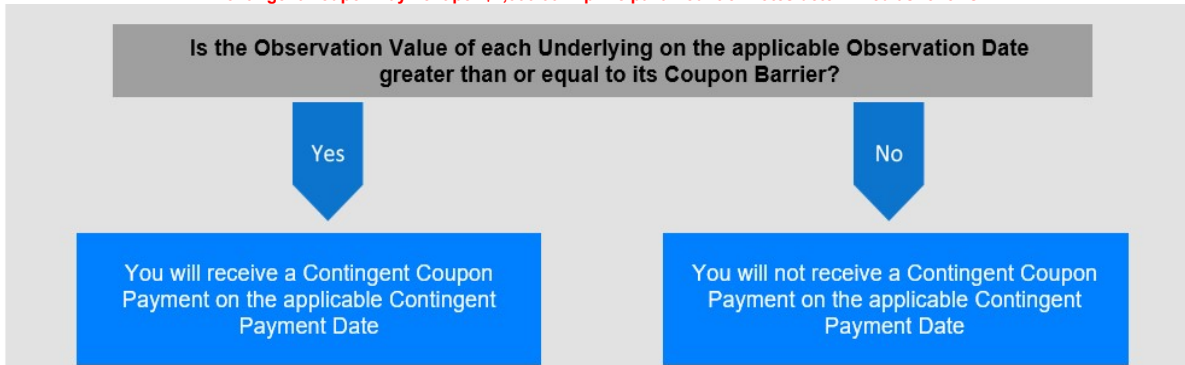 Is the Observation Value of each Underlying on the applicable Observation Date
greater than or equal to its Coupon Barrier?
Yes
No
You will receive a Contingent Coupon
Payment on the applicable Contingent
Payment Date
You will not receive a Contingent Coupon
Payment on the applicable Contingent
Payment Date